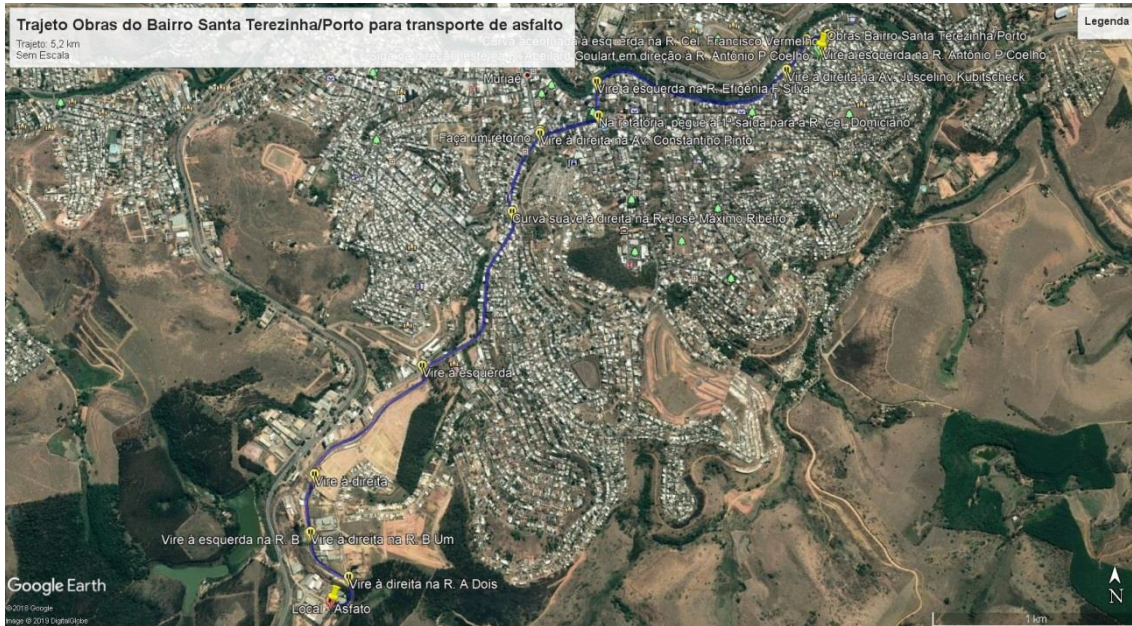 Trajeto Obras do Bairro Santa Terezinha/Porto para transporte de asfalto
Trajeto: 5,2 km
Sem Escala
Legenda
a esquerda na R. Cel. Francisco Vermelho
Obras Bairro Santa Terezinha/Porto
Goulart em direção a R. Antônio P Coelho
Vire à esquerda na R. Antônio P Coelho
Muriaé
Vire à direita na Av. Juscelino Kubitscheck
Vire à esquerda na R. Efigênia F Silva
Na rotatória, pegue a 1ª saída para a R. Cel. Domiciano
Faça um retorno
Vire à direita na Av. Constantino Pinto
Curva suave à direita na R. José Máximo Ribeiro
Vire à esquerda
Vire à direita
Vire à esquerda na R. B
Vire à direita na R. B Um
Vire à direita na R. A Dois
Local - Asfato
Google Earth
©2018 Google
Image © 2019 DigitalGlobe
1 km
N